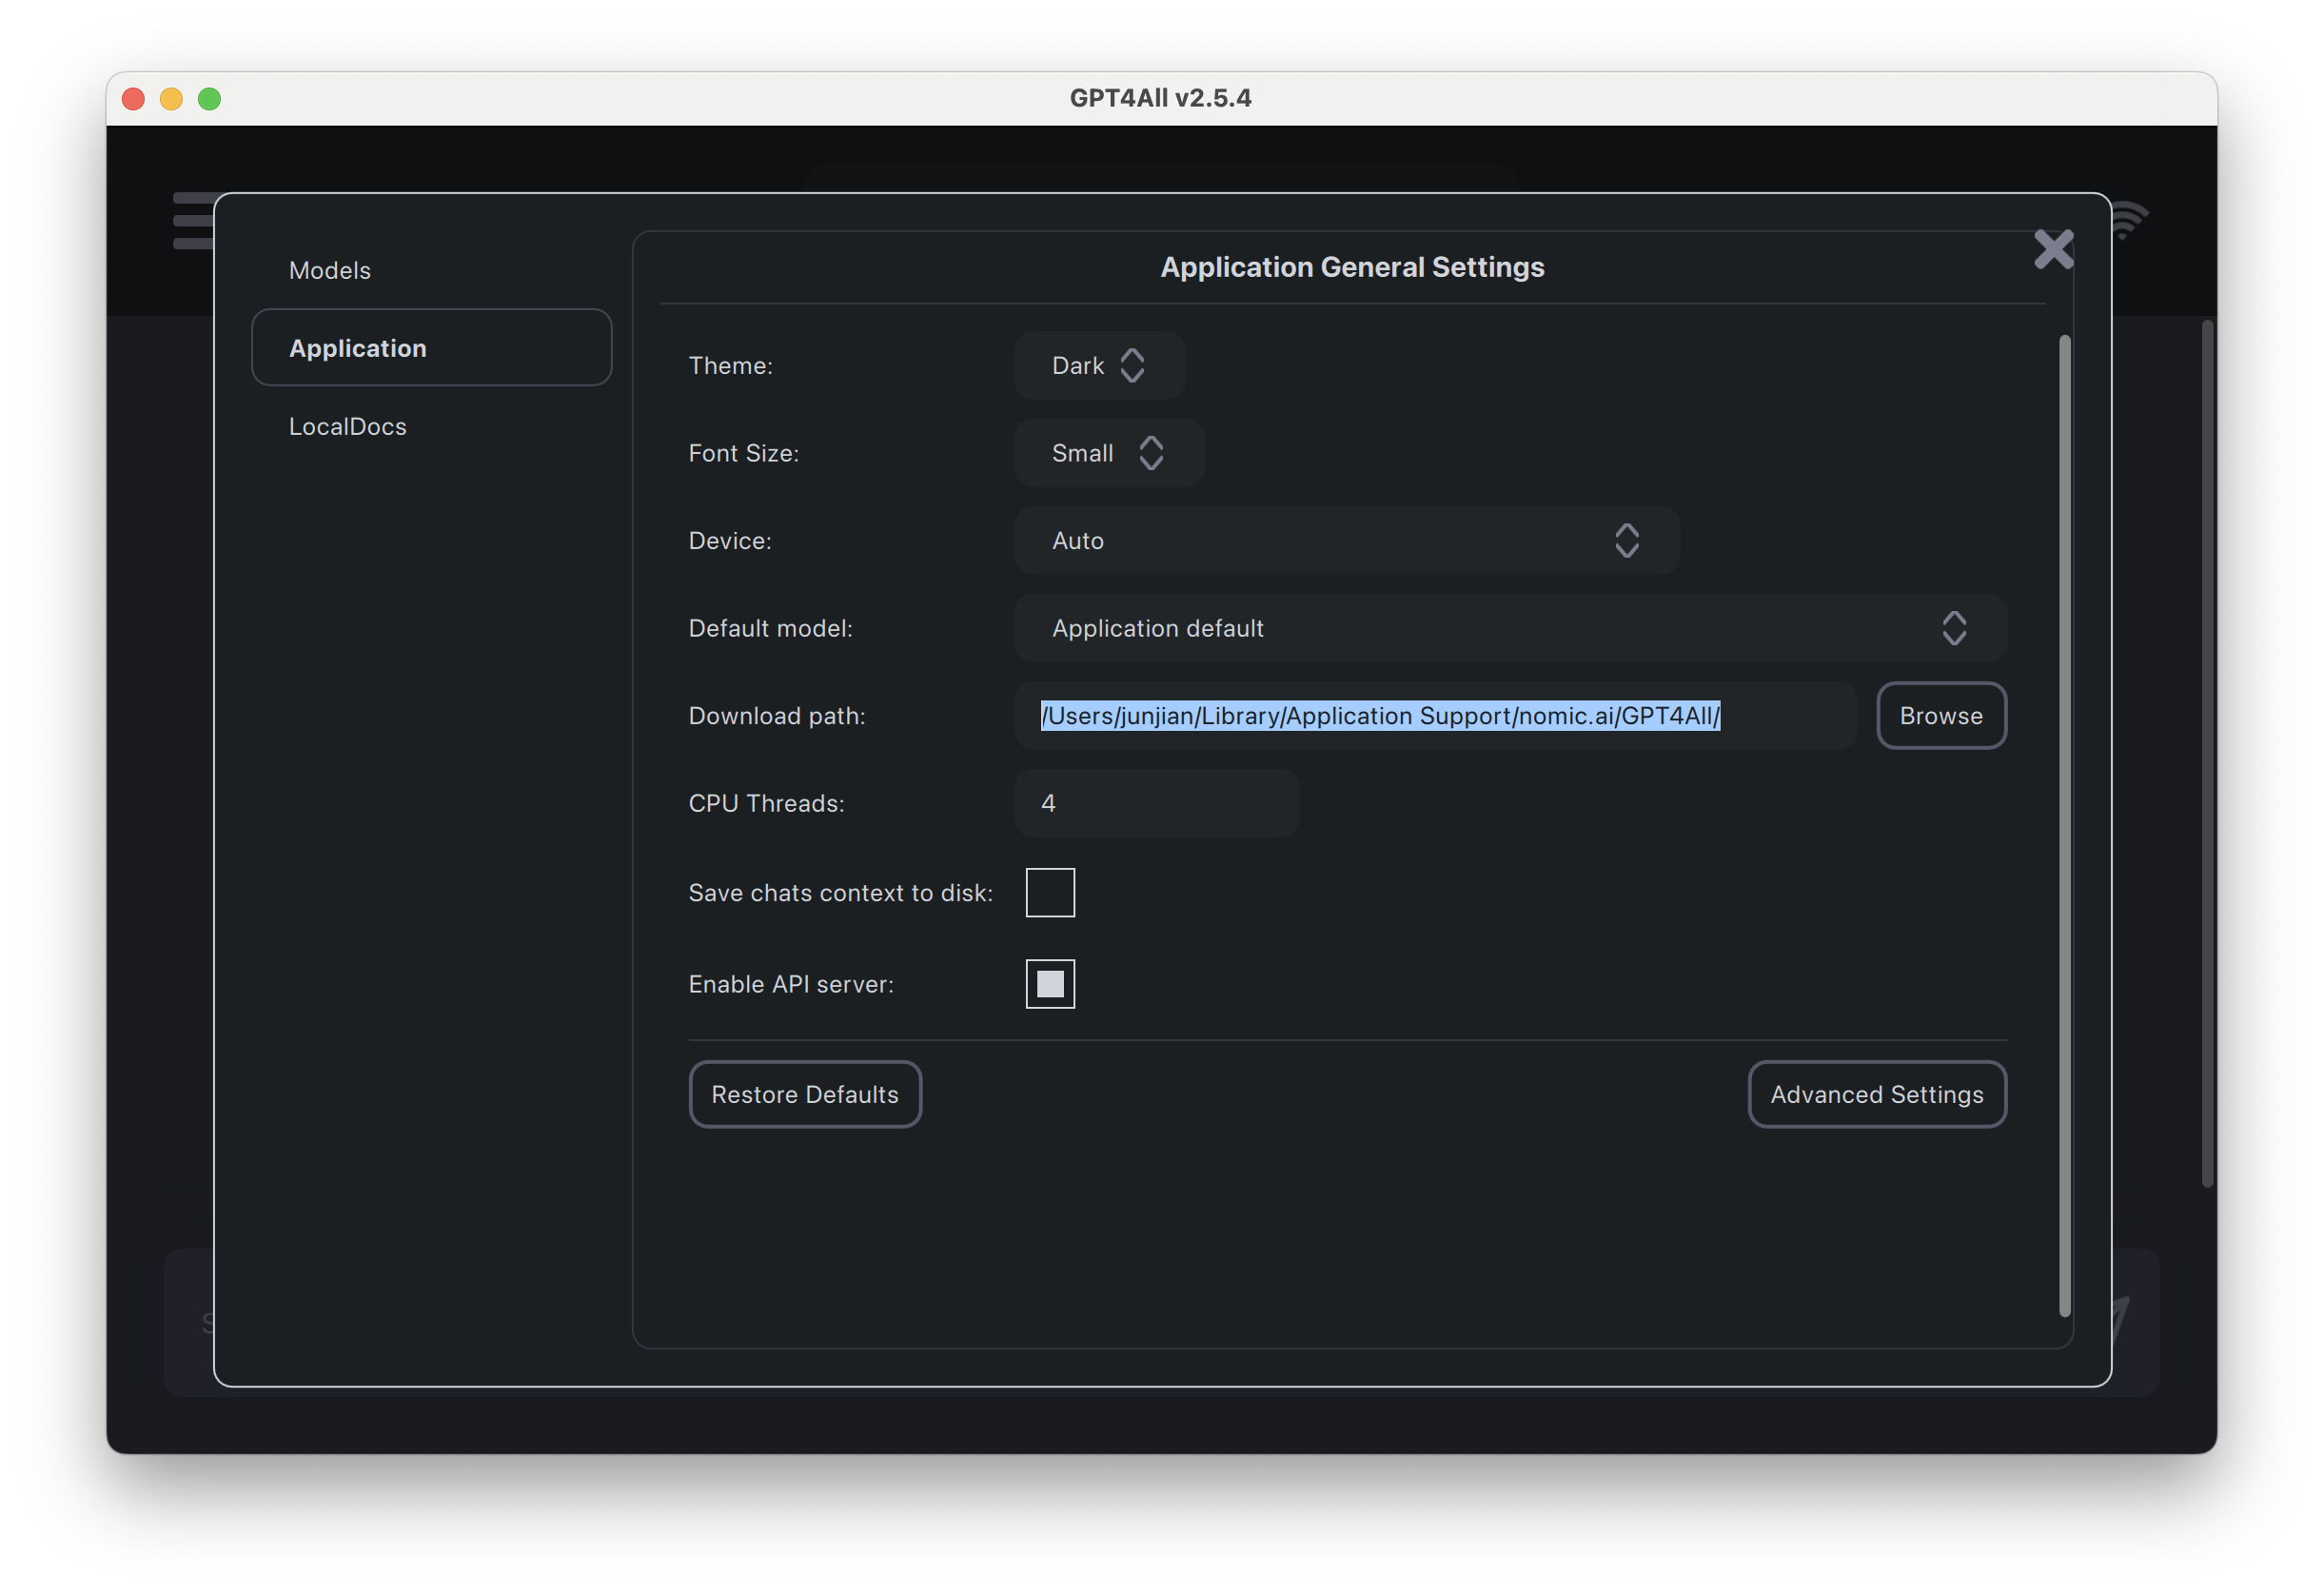 GPT4All v2.5.4
Models
Application
LocalDocs
Application General Settings
Theme: Dark
Font Size: Small
Device: Auto
Default model: Application default
Download path: /Users/junjian/Library/Application Support/nomic.ai/GPT4All/ Browse
CPU Threads: 4
Save chats context to disk:
Enable API server:
Restore Defaults Advanced Settings